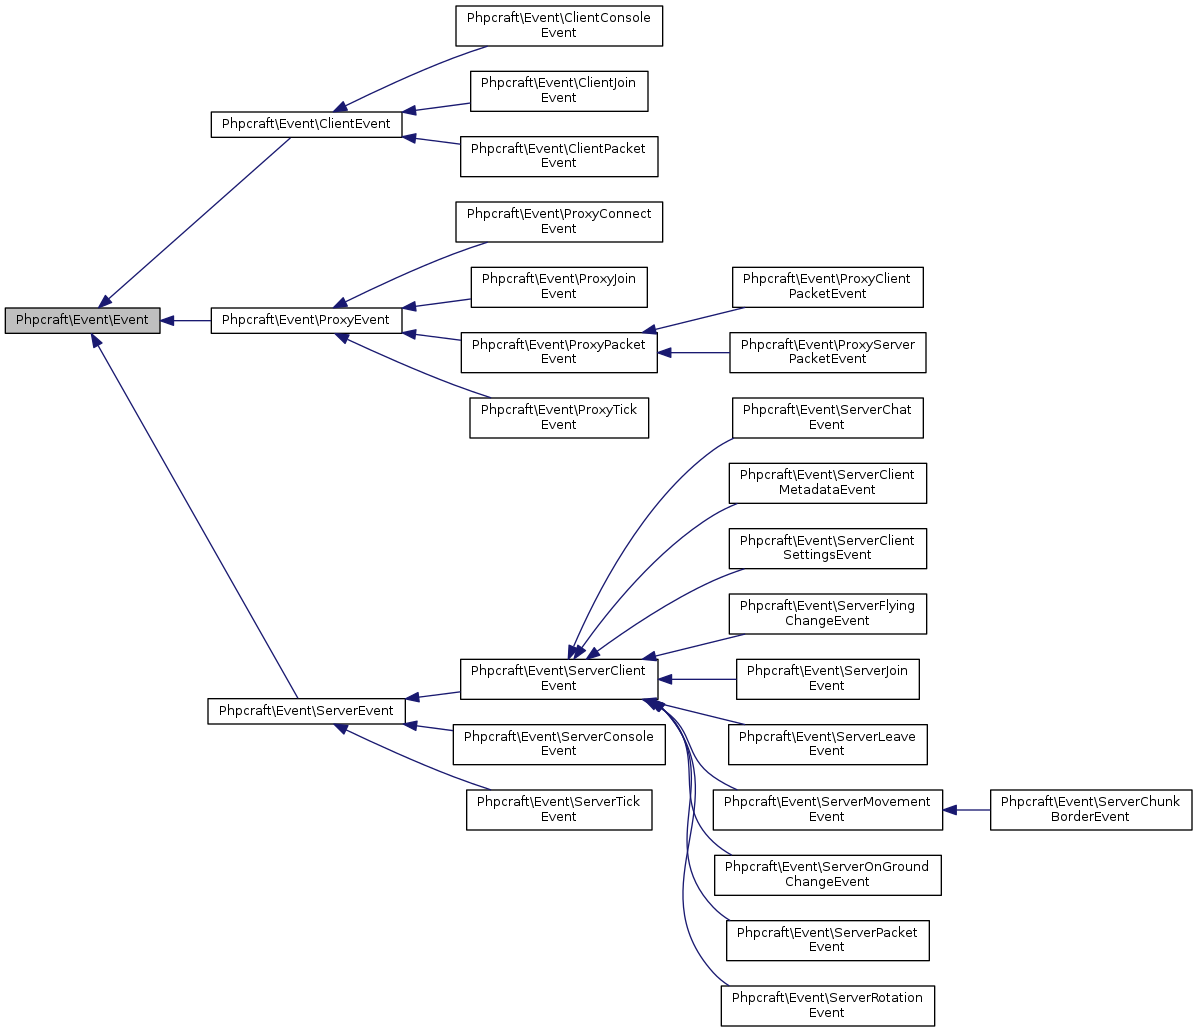 Phpcraft\Event\ClientConsole
Event
Phpcraft\Event\ClientJoin
Event
Phpcraft\Event\ClientEvent
Phpcraft\Event\ClientPacket
Event
Phpcraft\Event\ProxyConnect
Event
Phpcraft\Event\ProxyJoin
Event
Phpcraft\Event\ProxyClient
PacketEvent
Phpcraft\Event\Event
Phpcraft\Event\ProxyEvent
Phpcraft\Event\ProxyPacket
Event
Phpcraft\Event\ProxyServer
PacketEvent
Phpcraft\Event\ProxyTick
Event
Phpcraft\Event\ServerChat
Event
Phpcraft\Event\ServerClient
MetadataEvent
Phpcraft\Event\ServerClient
SettingsEvent
Phpcraft\Event\ServerFlying
ChangeEvent
Phpcraft\Event\ServerClient
Event
Phpcraft\Event\ServerJoin
Event
Phpcraft\Event\ServerEvent
Phpcraft\Event\ServerConsole
Event
Phpcraft\Event\ServerLeave
Event
Phpcraft\Event\ServerTick
Event
Phpcraft\Event\ServerMovement
Event
Phpcraft\Event\ServerChunk
BorderEvent
Phpcraft\Event\ServerOnGround
ChangeEvent
Phpcraft\Event\ServerPacket
Event
Phpcraft\Event\ServerRotation
Event